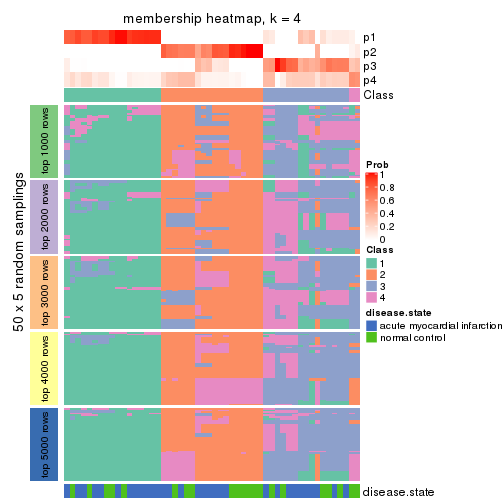 membership heatmap, k = 4
p1
p2
p3
p4
Class
50 x 5 random samplings
top 1000 rows
top 2000 rows
top 3000 rows
top 4000 rows
top 5000 rows
Prob
1
0.8
0.6
0.4
0.2
0
Class
1
2
3
4
disease.state
acute myocardial infarction
normal control
disease.state